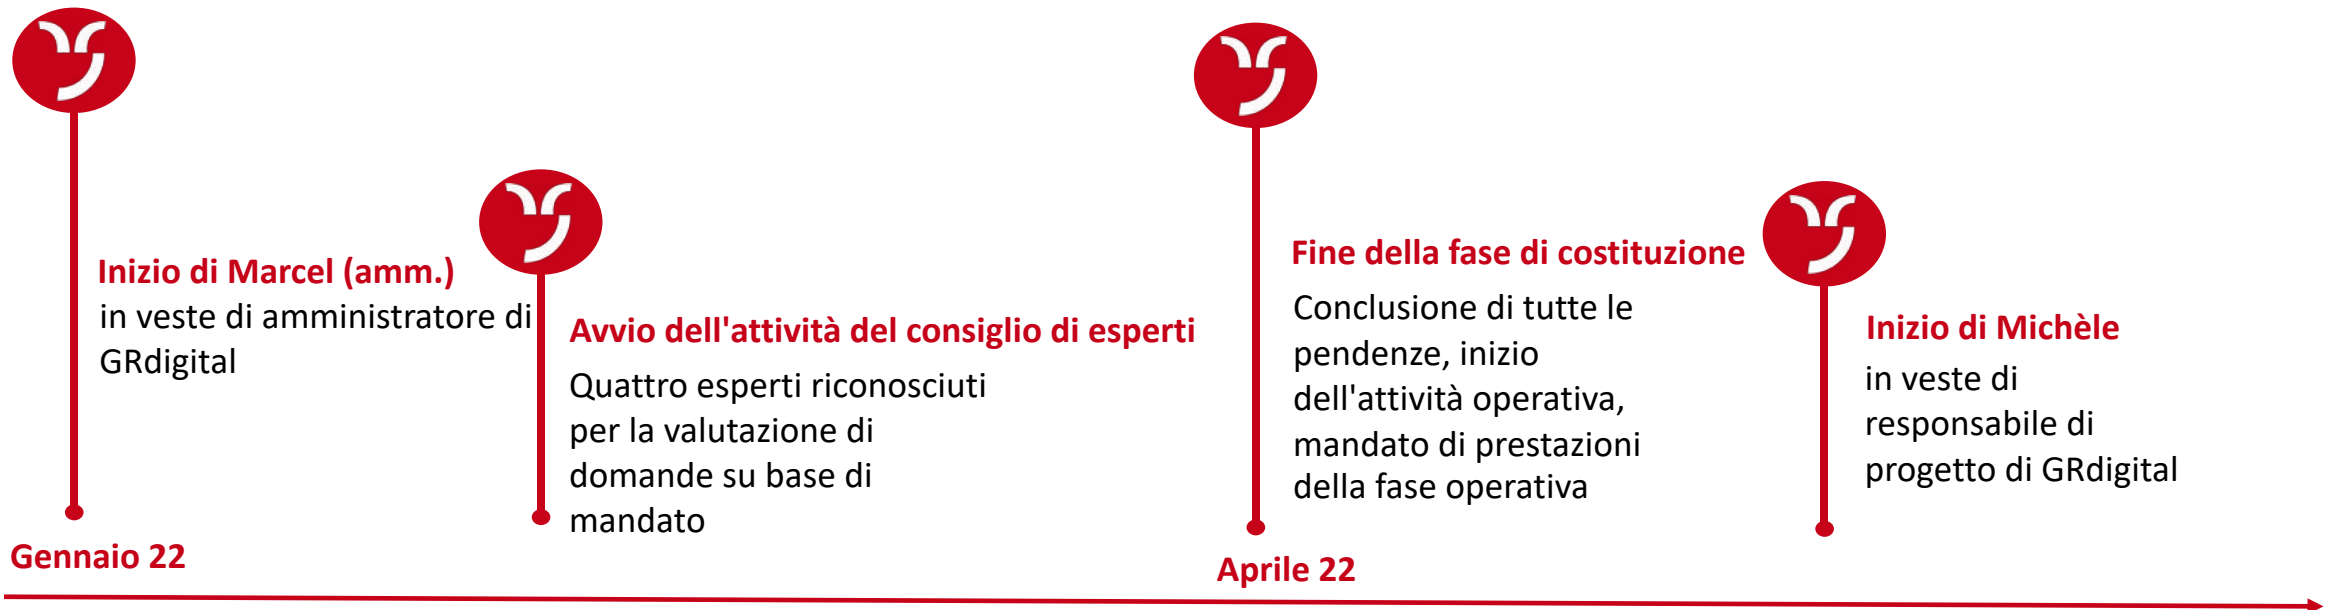 Inizio di Marcel (amm.)
in veste di amministratore di
GRdigital
Gennaio 22
Avvio dell'attività del consiglio di esperti
Quattro esperti riconosciuti
per la valutazione di
domande su base di
mandato
Fine della fase di costituzione
Conclusione di tutte le
pendenze, inizio
dell'attività operativa,
mandato di prestazioni
della fase operativa
Aprile 22
Inizio di Michèle
in veste di
responsabile di
progetto di GRdigital